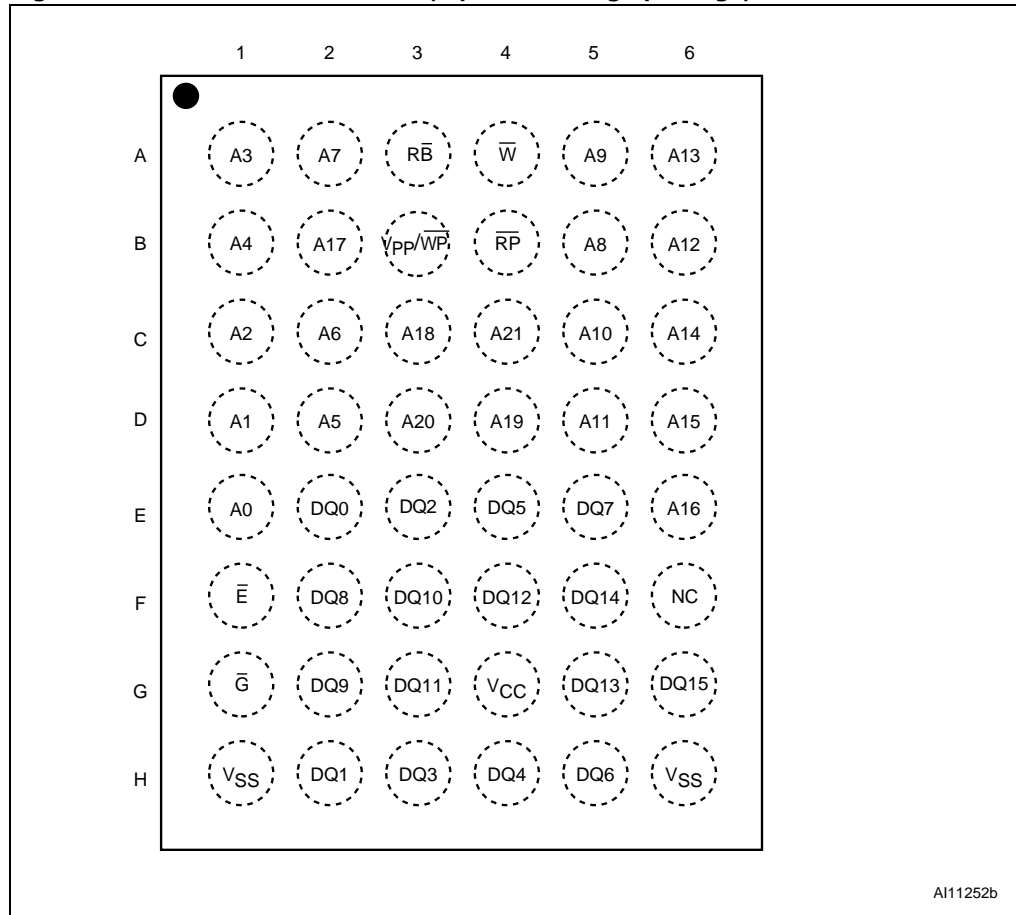 1 2 3 4 5 6
A A3 A7 RB̅ W̅ A9 A13
B A4 A17 VPP/W̅P̅ R̅P̅ A8 A12
C A2 A6 A18 A21 A10 A14
D A1 A5 A20 A19 A11 A15
E A0 DQ0 DQ2 DQ5 DQ7 A16
F E̅ DQ8 DQ10 DQ12 DQ14 NC
G G̅ DQ9 DQ11 VCC DQ13 DQ15
H VSS DQ1 DQ3 DQ4 DQ6 VSS
AI11252b